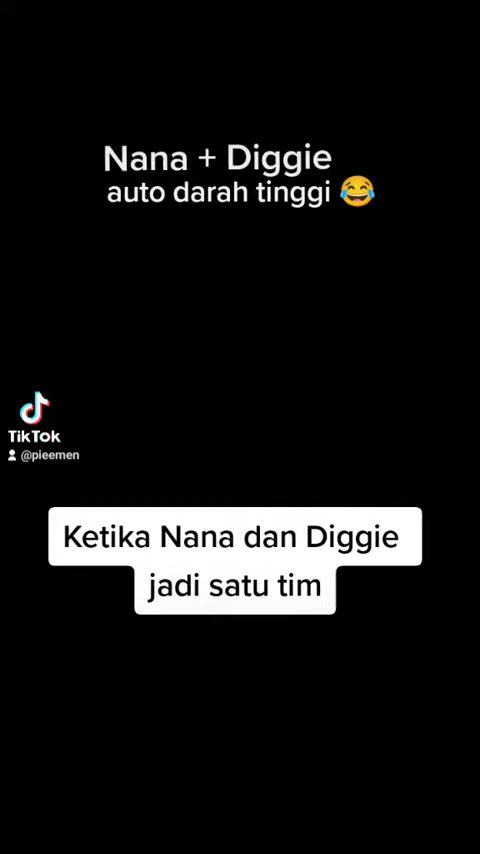 Nana + Diggie
auto darah tinggi 😂
TikTok
@pieemen
Ketika Nana dan Diggie
jadi satu tim